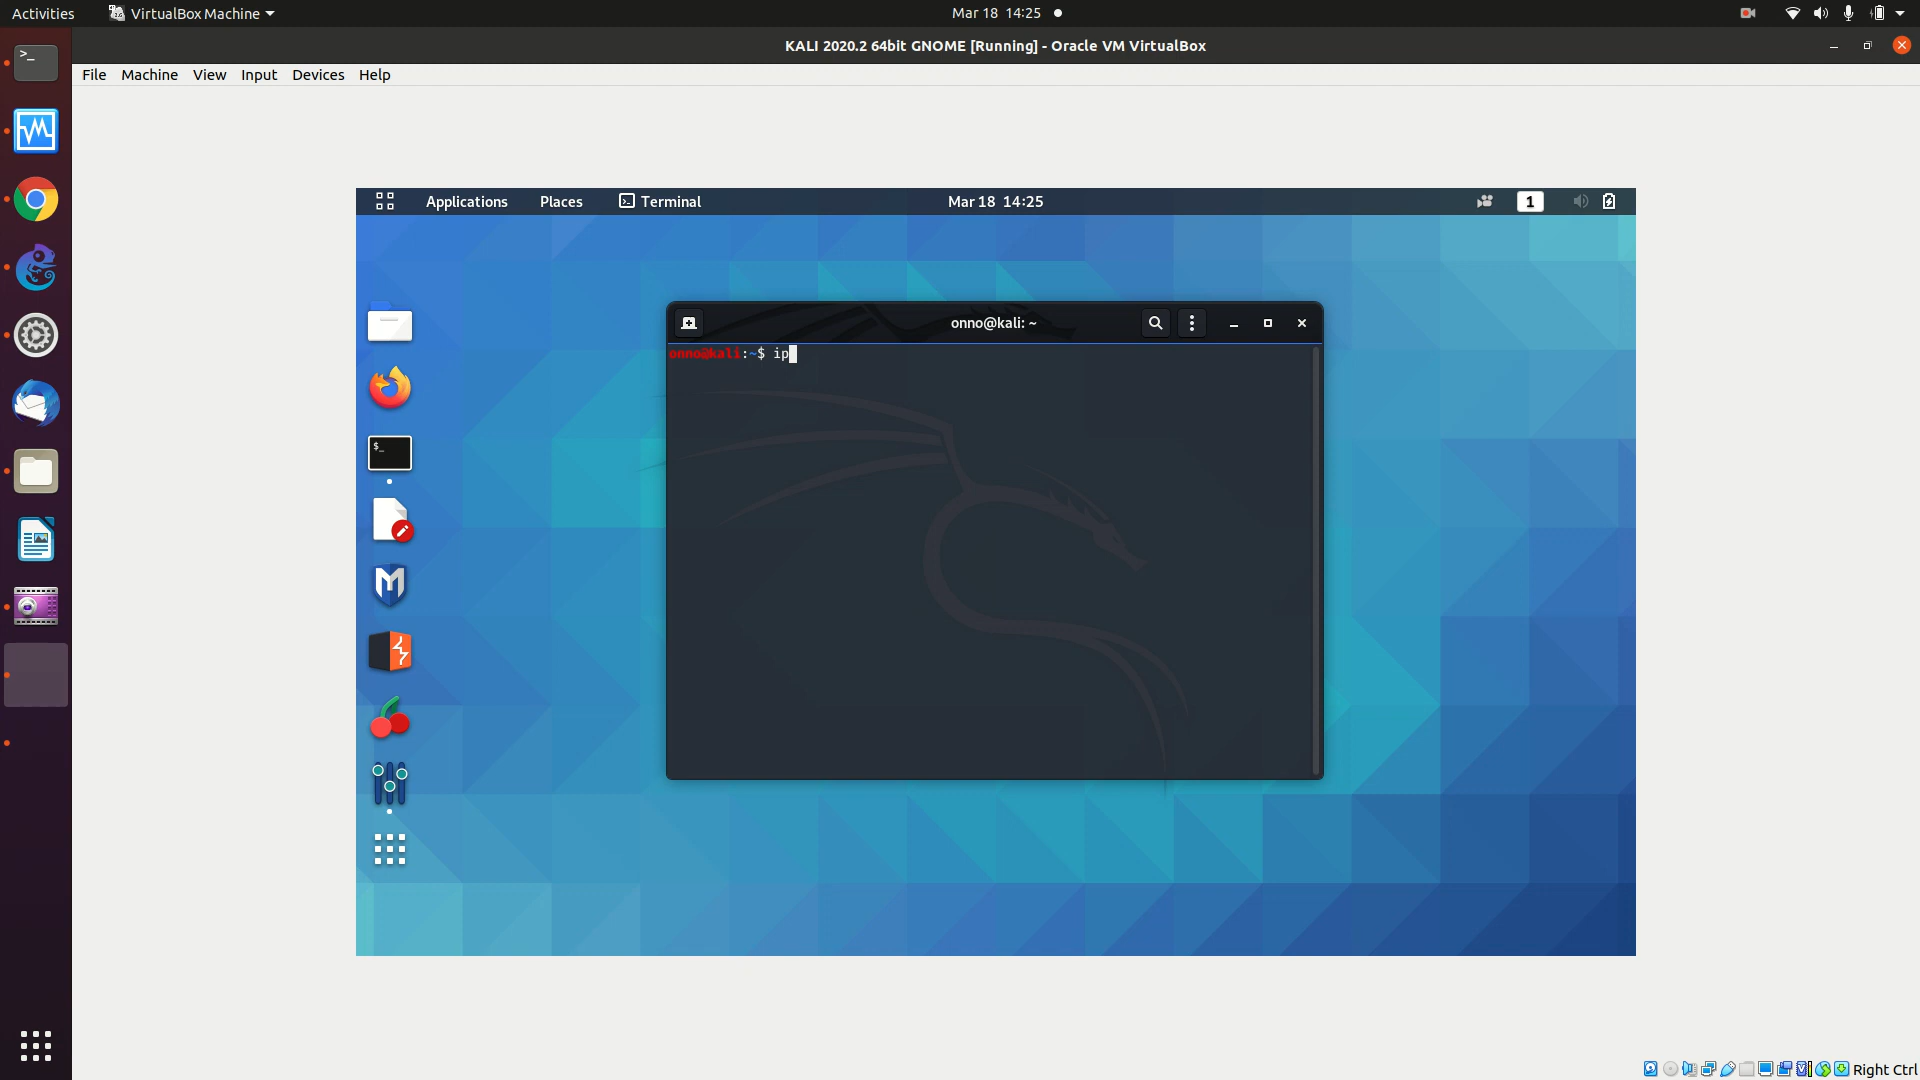 Activities VirtualBox Machine Mar 18 14:25
KALI 2020.2 64bit GNOME [Running] - Oracle VM VirtualBox
File Machine View Input Devices Help
Applications Places Terminal Mar 18 14:25 1
onno@kali: ~
onno@kali:~$ ip
Right Ctrl